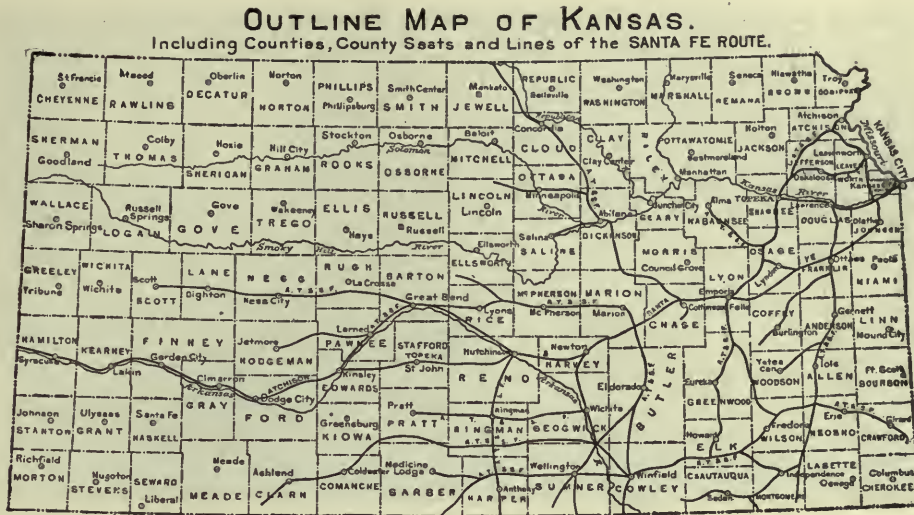 OUTLINE MAP OF KANSAS.
Including Counties, County Seats and Lines of the SANTA FE ROUTE.
St Francis
CHEYENNE
Atwood
RAWLINS
Oberlin
DECATUR
Norton
NORTON
PHILLIPS
Phillipsburg
Smith Center
SMITH
Mankato
JEWELL
REPUBLIC
Belleville
Washington
WASHINGTON
Marysville
MARSHALL
Seneca
NEMAHA
Hiawatha
BROWN
Troy
DONIPHAN
SHERMAN
Goodland
Colby
THOMAS
Hoxie
SHERIDAN
Hill City
GRAHAM
Stockton
ROOKS
Osborne
Solomon
OSBORNE
Beloit
MITCHELL
Concordia
CLOUD
Republican
CLAY
Clay Center
RILEY
POTTAWATOMIE
Westmoreland
Manhattan
Holton
JACKSON
Atchison
ATCHISON
JEFFERSON
Oskaloosa
Leavenworth
Missouri
KANSAS CITY
OTTAWA
Minneapolis
Kansas
River
WALLACE
Sharon Springs
Russell
Springs
LOGAIN
Gove
GOVE
Wakeeney
TREGO
ELLIS
Hays
RUSSELL
Russell
LINCOLN
Lincoln
River
Abilene
DICKINSON
Junction City
GEARY
Alma
WABAUNSEE
TOPEKA
SHAWNEE
Lawrence
DOUGLAS
Olathe
JOHNSON
Smoky
Hill
River
Ellsworth
ELLSWORTH
Salina
SALINE
MORRIS
Council Grove
OSAGE
Lyndon
LYON
Ottawa
FRANKLIN
Paola
MIAMI
GREELEY
Tribune
WICHITA
Wichita
Scott
SCOTT
LANE
Dighton
NESS
A.T.&S.F.
Ness City
RUSH
La Crosse
BARTON
Great Bend
Lyons
RICE
McPHERSON
A.T.&S.F.
McPherson
MARION
Marion
SANTA
CHASE
Emporia
Cottonwood Falls
COFFEY
Burlington
Garnett
ANDERSON
LINN
Mound City
HAMILTON
Syracuse
KEARNEY
Lakin
FINNEY
Garden City
Jetmore
HODGEMAN
Larned
PAWNEE
STAFFORD
TOPEKA
St John
Hutchinson
RENO
Newton
HARVEY
Arkansas
Eldorado
BUTLER
Eureka
GREENWOOD
Yates
Cen
WOODSON
Iola
ALLEN
Ft. Scott
BOURBON
Cimarron
GRAY
Arkansas
ATCHISON
Dodge City
FORD
Kinsley
EDWARDS
Johnson
STANTON
Ulysses
GRANT
Santa Fe
HASKELL
Greensburg
KIOWA
Pratt
PRATT
Kingman
KINGMAN
A.T.&S.F.
Wichita
SEDGWICK
Howard
ELK
Fredonia
WILSON
Erie
NEOSHO
A.T.&S.F.
Girard
CRAWFORD
Richfield
MORTON
Hugoton
STEVENS
SEWARD
Liberal
Meade
MEADE
Ashland
CLARK
Coldwater
COMANCHE
Medicine
Lodge
BARBER
A.T.&S.F.
Anthony
HARPER
Wellington
SUMNER
Winfield
COWLEY
CHAUTAUQUA
Sedan
Independence
MONTGOMERY
LABETTE
Oswego
Columbus
CHEROKEE